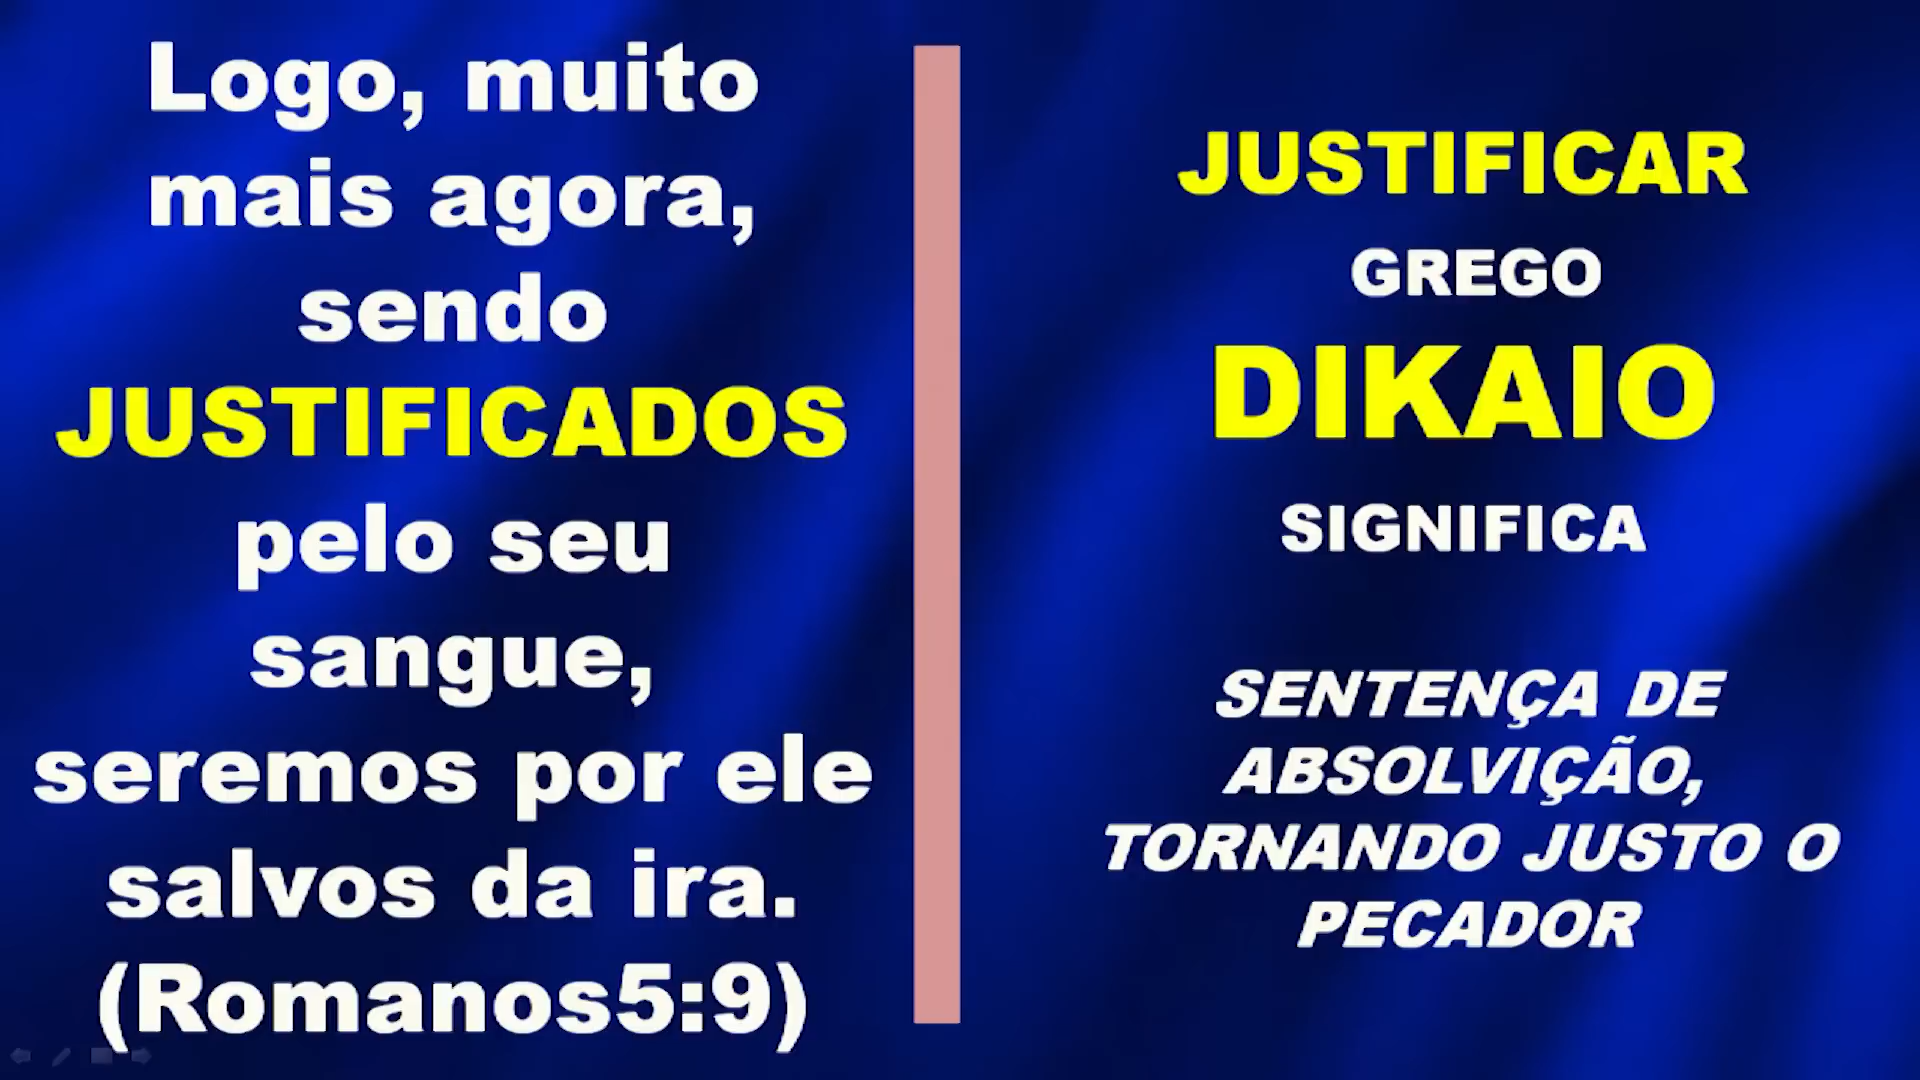 Logo, muito
mais agora,
sendo
JUSTIFICADOS
pelo seu
sangue,
seremos por ele
salvos da ira.
(Romanos5:9)
JUSTIFICAR
GREGO
DIKAIO
SIGNIFICA
SENTENÇA DE
ABSOLVIÇÃO,
TORNANDO JUSTO O
PECADOR